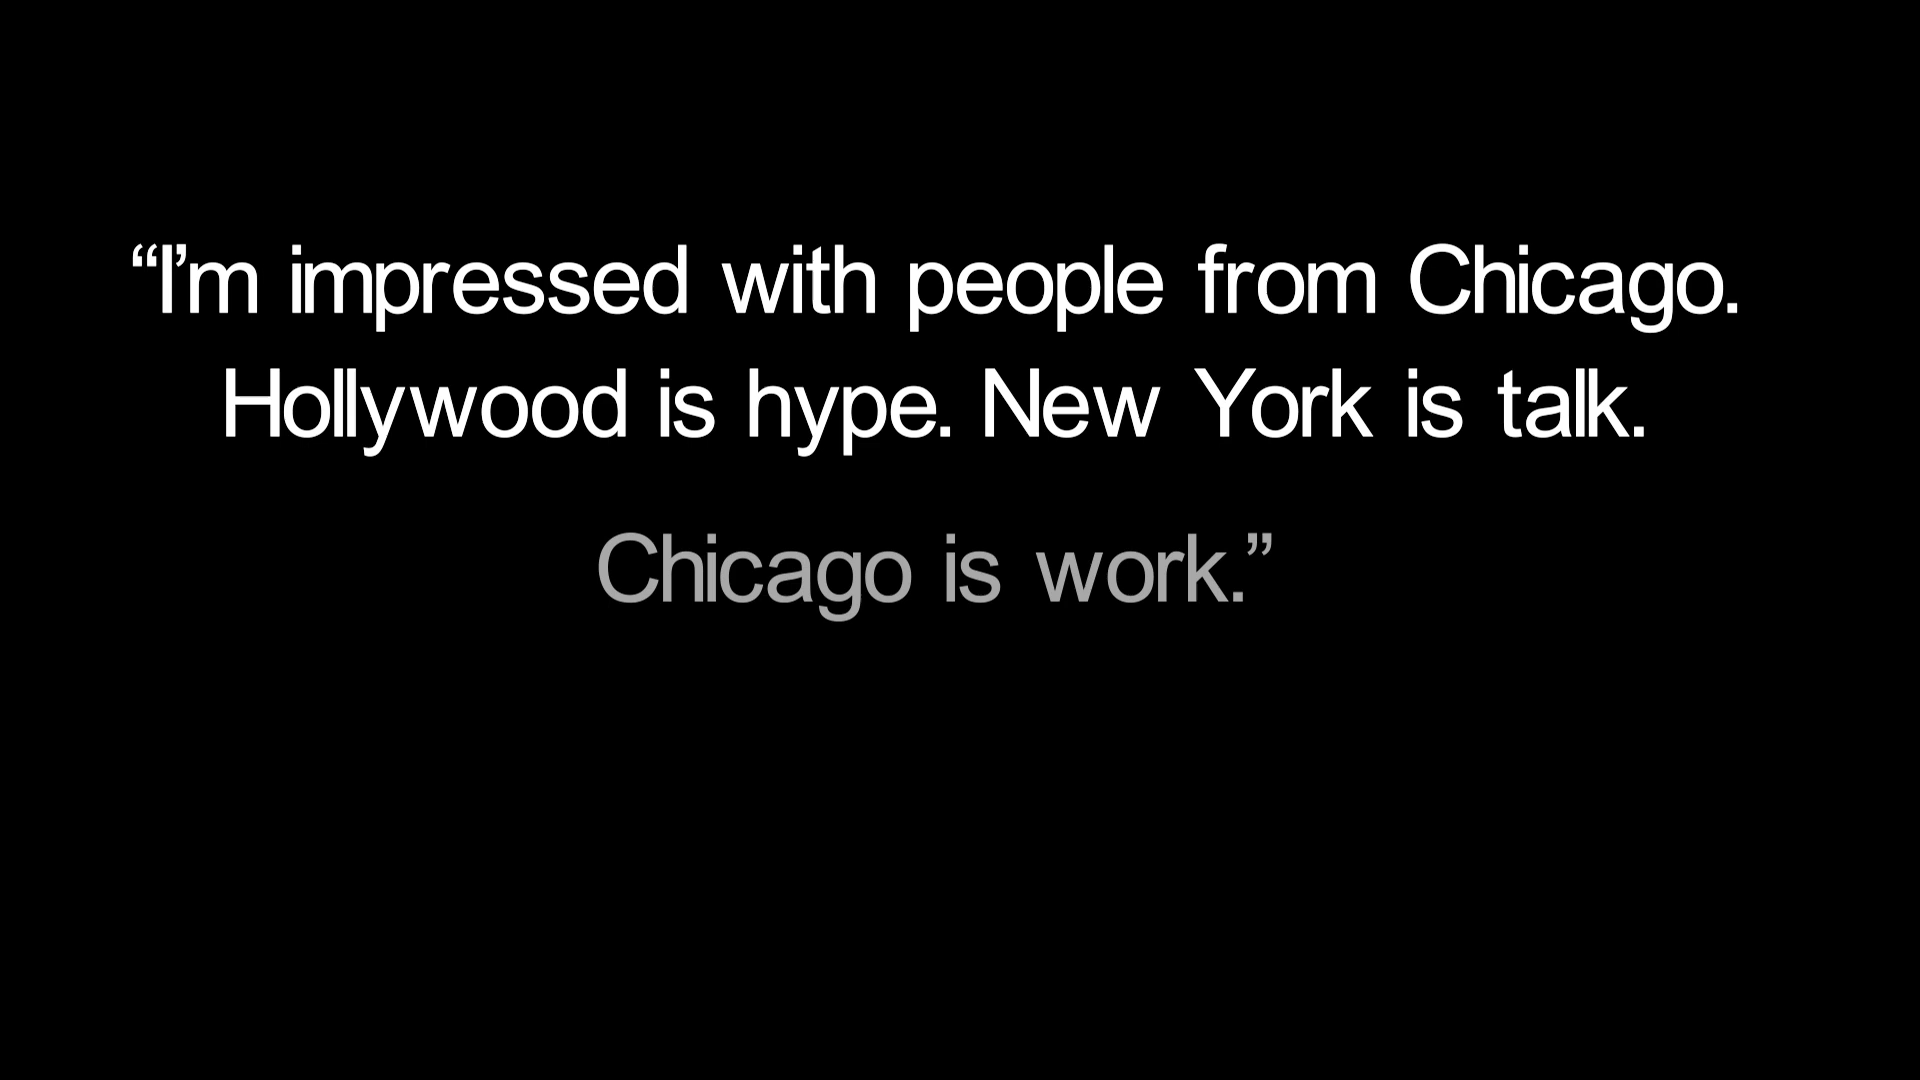 “I’m impressed with people from Chicago.
Hollywood is hype. New York is talk.
Chicago is work.”